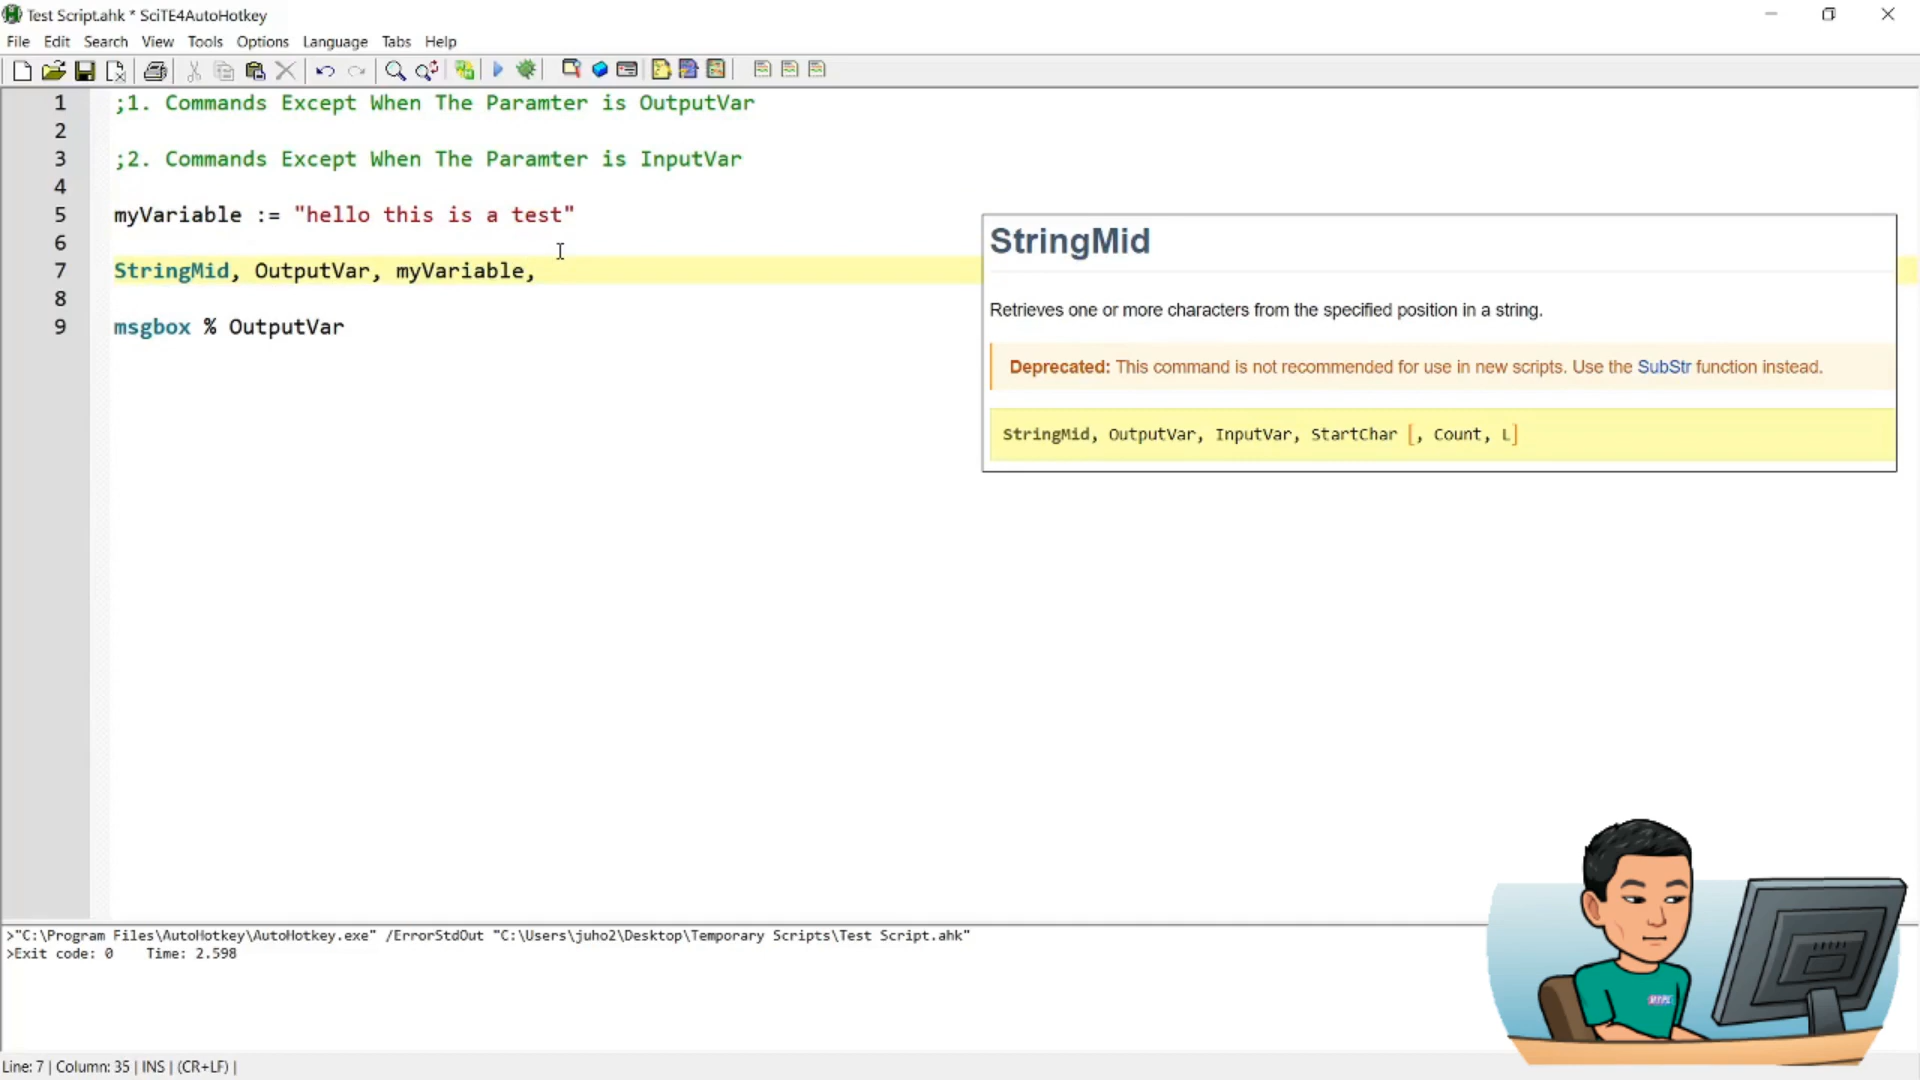 Test Script.ahk * SciTE4AutoHotkey
File Edit Search View Tools Options Language Tabs Help
1 ;1. Commands Except When The Paramter is OutputVar
2
3 ;2. Commands Except When The Paramter is InputVar
4
5 myVariable := "hello this is a test"
6
7 StringMid, OutputVar, myVariable,
8
9 msgbox % OutputVar
StringMid
Retrieves one or more characters from the specified position in a string.
Deprecated: This command is not recommended for use in new scripts. Use the SubStr function instead.
StringMid, OutputVar, InputVar, StartChar [, Count, L]
>"C:\Program Files\AutoHotkey\AutoHotkey.exe" /ErrorStdOut "C:\Users\juho2\Desktop\Temporary Scripts\Test Script.ahk"
>Exit code: 0 Time: 2.598
Line: 7 | Column: 35 | INS | (CR+LF) |